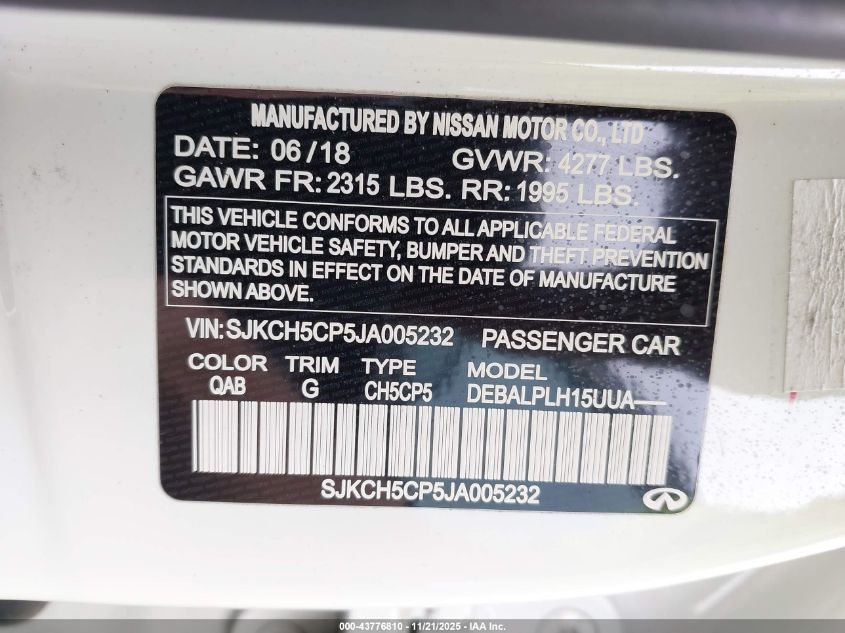 MANUFACTURED BY NISSAN MOTOR CO., LTD
DATE: 06/18 GVWR: 4277 LBS.
GAWR FR: 2315 LBS. RR: 1995 LBS.
THIS VEHICLE CONFORMS TO ALL APPLICABLE FEDERAL
MOTOR VEHICLE SAFETY, BUMPER AND THEFT PREVENTION
STANDARDS IN EFFECT ON THE DATE OF MANUFACTURE
SHOWN ABOVE.
VIN: SJKCH5CP5JA005232 PASSENGER CAR
COLOR TRIM TYPE MODEL
QAB G CH5CP5 DEBALPLH15UUA——
SJKCH5CP5JA005232
000-43776810 | 11/21/2025 | IAA Inc.